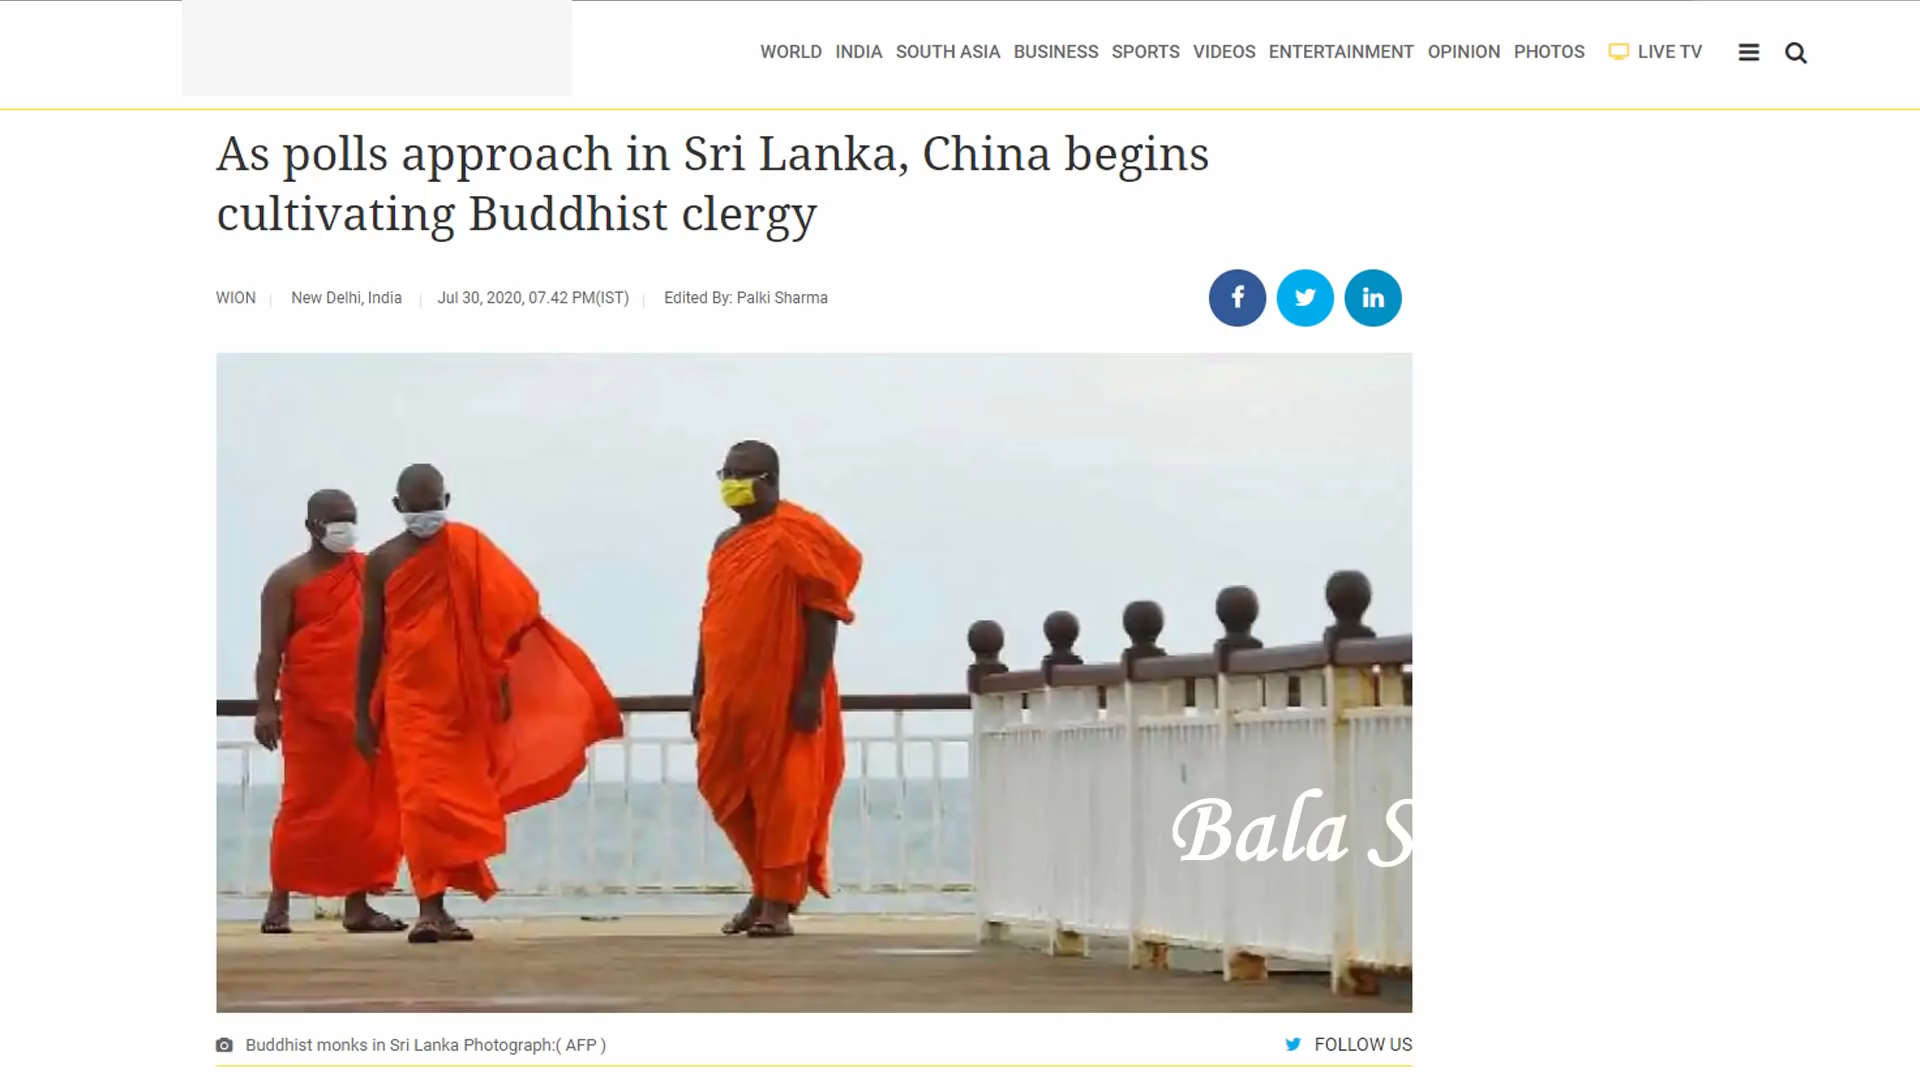 WORLD INDIA SOUTH ASIA BUSINESS SPORTS VIDEOS ENTERTAINMENT OPINION PHOTOS LIVE TV
As polls approach in Sri Lanka, China begins
cultivating Buddhist clergy
WION New Delhi, India Jul 30, 2020, 07.42 PM(IST) Edited By: Palki Sharma
Bala S
Buddhist monks in Sri Lanka Photograph:( AFP )
FOLLOW US